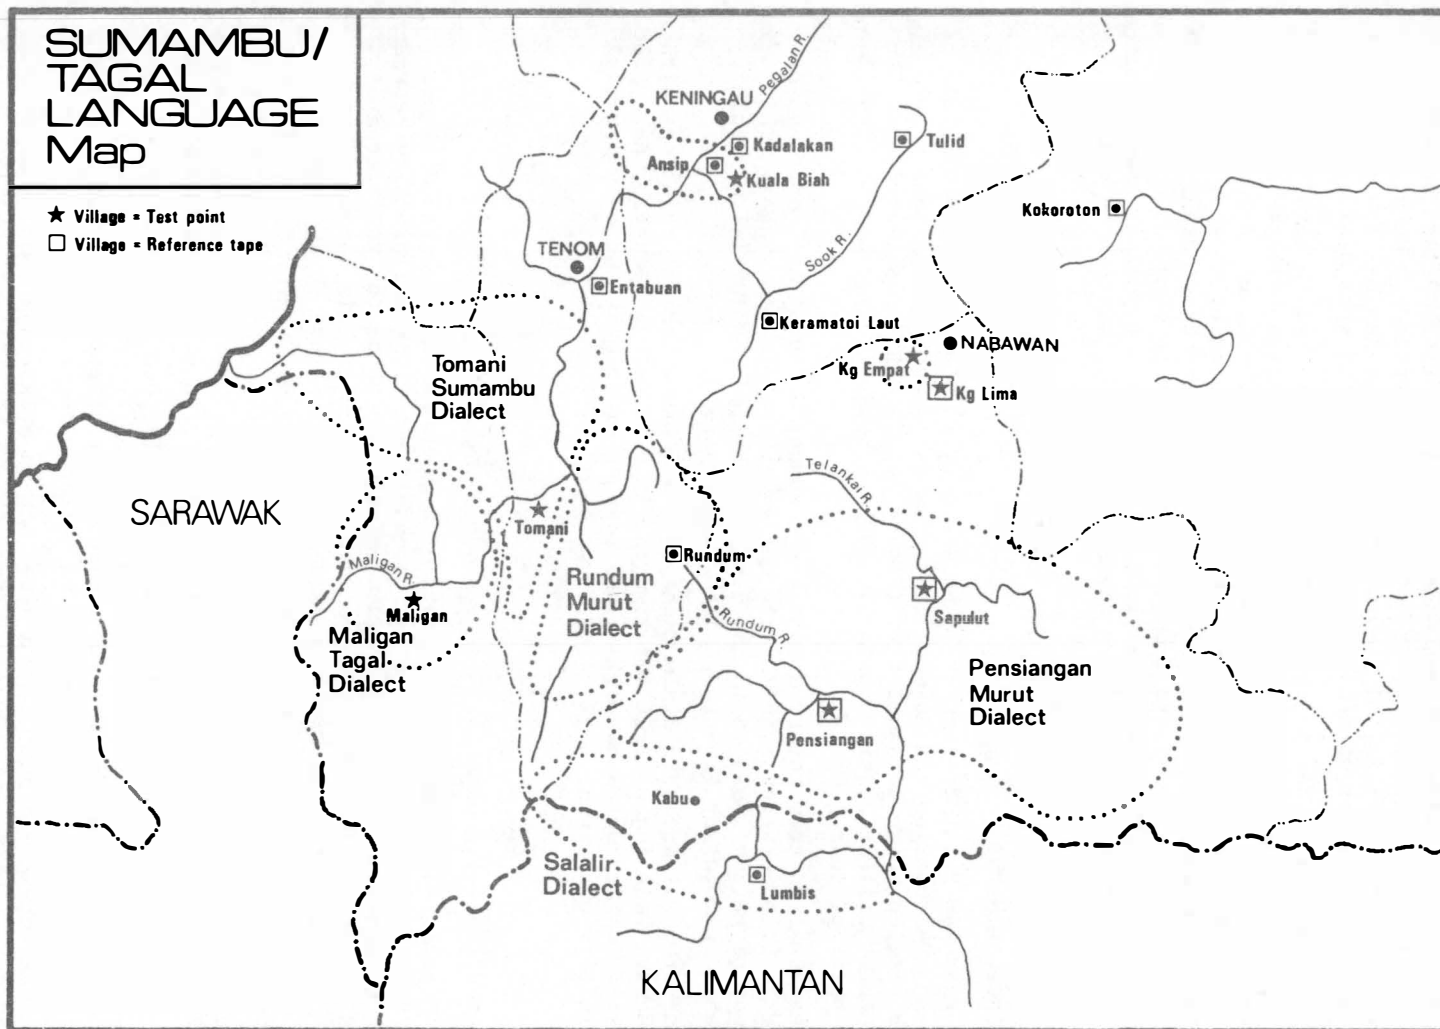 SUMAMBU/
TAGAL
LANGUAGE
Map
★ Village = Test point
□ Village = Reference tape
Pegalan R.
KENINGAU
Kadalakan
Ansip
Kuala Biah
Tulid
Kokoroton
TENOM
Entabuan
Sook R.
Keramatoi Laut
NABAWAN
Kg Empat
Kg Lima
Tomani
Sumambu
Dialect
SARAWAK
Telankai R.
Tomani
Rundum
Maligan R.
Maligan
Maligan
Tagal
Dialect
Rundum
Murut
Dialect
Rundum R.
Sapulut
Pensiangan
Murut
Dialect
Pensiangan
Kabu
Salalir
Dialect
Lumbis
KALIMANTAN